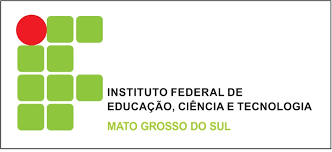 INSTITUTO FEDERAL DE
EDUCAÇÃO, CIÊNCIA E TECNOLOGIA
MATO GROSSO DO SUL